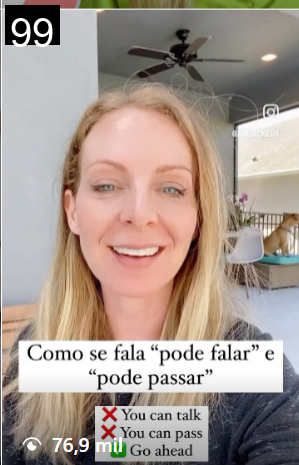 99
Como se fala “pode falar” e
“pode passar”
❌ You can talk
❌ You can pass
✅ Go ahead
76,9 mil